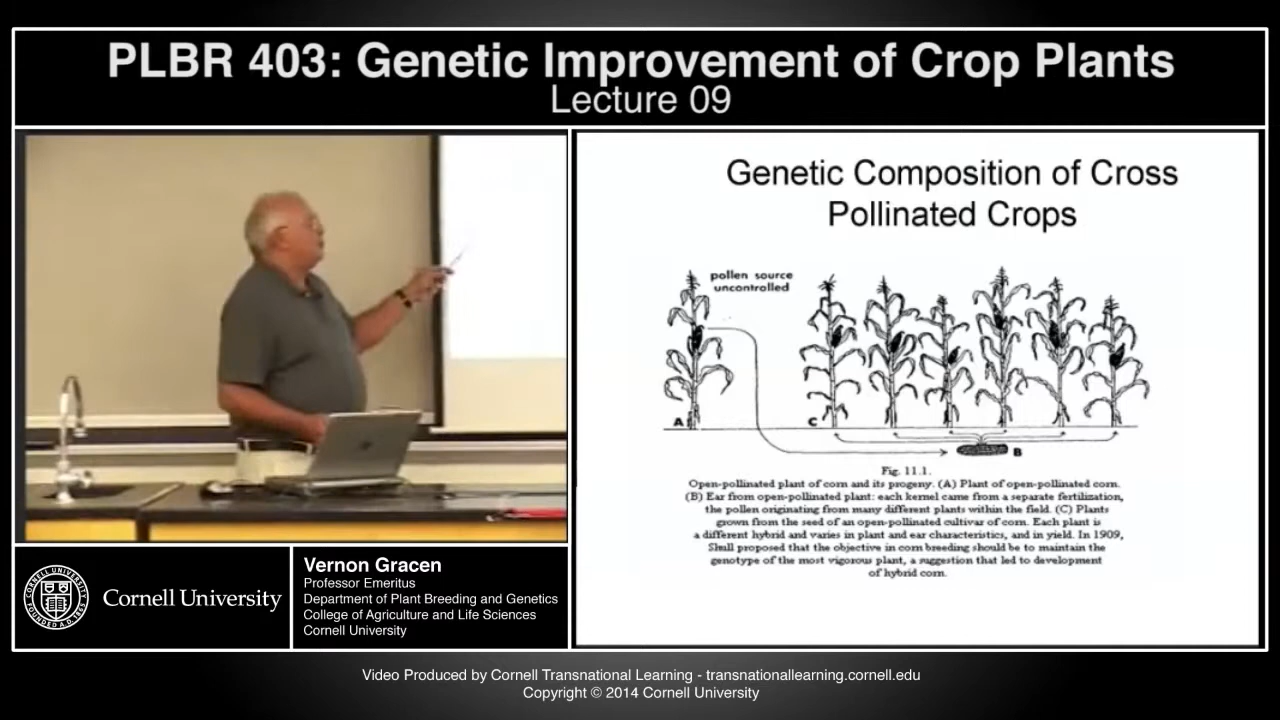 PLBR 403: Genetic Improvement of Crop Plants
Lecture 09
Genetic Composition of Cross
Pollinated Crops
pollen source
uncontrolled
A
C
B
Fig. 11.1.
Open-pollinated plant of corn and its progeny. (A) Plant of open-pollinated corn.
(B) Ear from open-pollinated plant: each kernel came from a separate fertilization,
the pollen originating from many different plants within the field. (C) Plants
grown from the seed of an open-pollinated cultivar of corn. Each plant is
a different hybrid and varies in plant and ear characteristics, and in yield. In 1909,
Shull proposed that the objective in corn breeding should be to maintain the
genotype of the most vigorous plant, a suggestion that led to development
of hybrid corn.
Cornell University
Vernon Gracen
Professor Emeritus
Department of Plant Breeding and Genetics
College of Agriculture and Life Sciences
Cornell University
Video Produced by Cornell Transnational Learning - transnationallearning.cornell.edu
Copyright © 2014 Cornell University